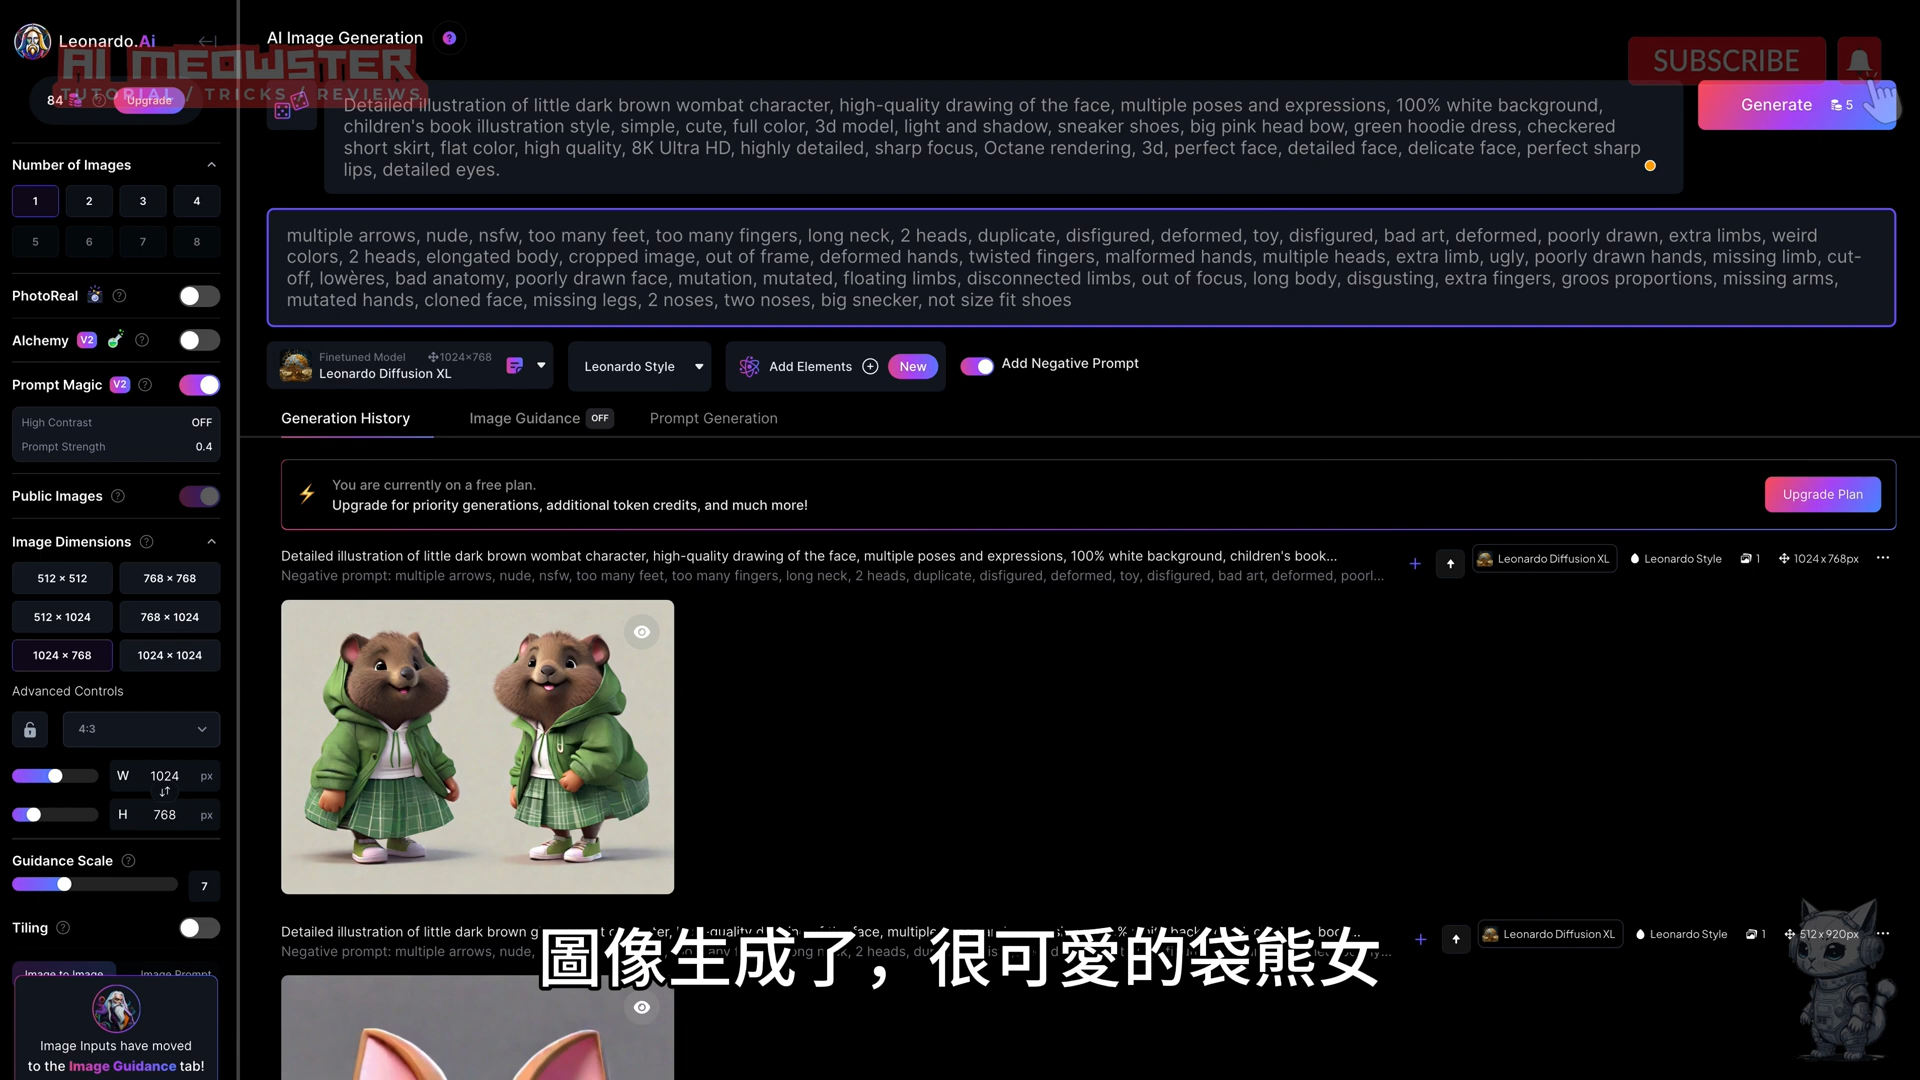 Leonardo.Ai
AI Image Generation
?
AI MEOWSTER
TUTORIAL / TRICKS / REVIEWS
SUBSCRIBE
84
Upgrade
Detailed illustration of little dark brown wombat character, high-quality drawing of the face, multiple poses and expressions, 100% white background,
children's book illustration style, simple, cute, full color, 3d model, light and shadow, sneaker shoes, big pink head bow, green hoodie dress, checkered
short skirt, flat color, high quality, 8K Ultra HD, highly detailed, sharp focus, Octane rendering, 3d, perfect face, detailed face, delicate face, perfect sharp
lips, detailed eyes.
Generate 5
multiple arrows, nude, nsfw, too many feet, too many fingers, long neck, 2 heads, duplicate, disfigured, deformed, toy, disfigured, bad art, deformed, poorly drawn, extra limbs, weird
colors, 2 heads, elongated body, cropped image, out of frame, deformed hands, twisted fingers, malformed hands, multiple heads, extra limb, ugly, poorly drawn hands, missing limb, cut-
off, lowères, bad anatomy, poorly drawn face, mutation, mutated, floating limbs, disconnected limbs, out of focus, long body, disgusting, extra fingers, groos proportions, missing arms,
mutated hands, cloned face, missing legs, 2 noses, two noses, big snecker, not size fit shoes
Number of Images
1 2 3 4
5 6 7 8
PhotoReal ?
Alchemy V2 ?
Prompt Magic V2 ?
High Contrast OFF
Prompt Strength 0.4
Public Images ?
Image Dimensions ?
512 × 512 768 × 768
512 × 1024 768 × 1024
1024 × 768 1024 × 1024
Advanced Controls
4:3
W 1024 px
H 768 px
Guidance Scale ?
7
Tiling ?
Image to Image Image Prompt
Image Inputs have moved
to the Image Guidance tab!
Finetuned Model 1024×768
Leonardo Diffusion XL
Leonardo Style
Add Elements New
Add Negative Prompt
Generation History Image Guidance OFF Prompt Generation
You are currently on a free plan.
Upgrade for priority generations, additional token credits, and much more!
Upgrade Plan
Detailed illustration of little dark brown wombat character, high-quality drawing of the face, multiple poses and expressions, 100% white background, children's book...
Negative prompt: multiple arrows, nude, nsfw, too many feet, too many fingers, long neck, 2 heads, duplicate, disfigured, deformed, toy, disfigured, bad art, deformed, poorl...
Leonardo Diffusion XL Leonardo Style 1 1024x768px
Detailed illustration of little dark brown
Negative prompt: multiple arrows, nude,
Leonardo Diffusion XL Leonardo Style 1 512x920px
圖像生成了，很可愛的袋熊女